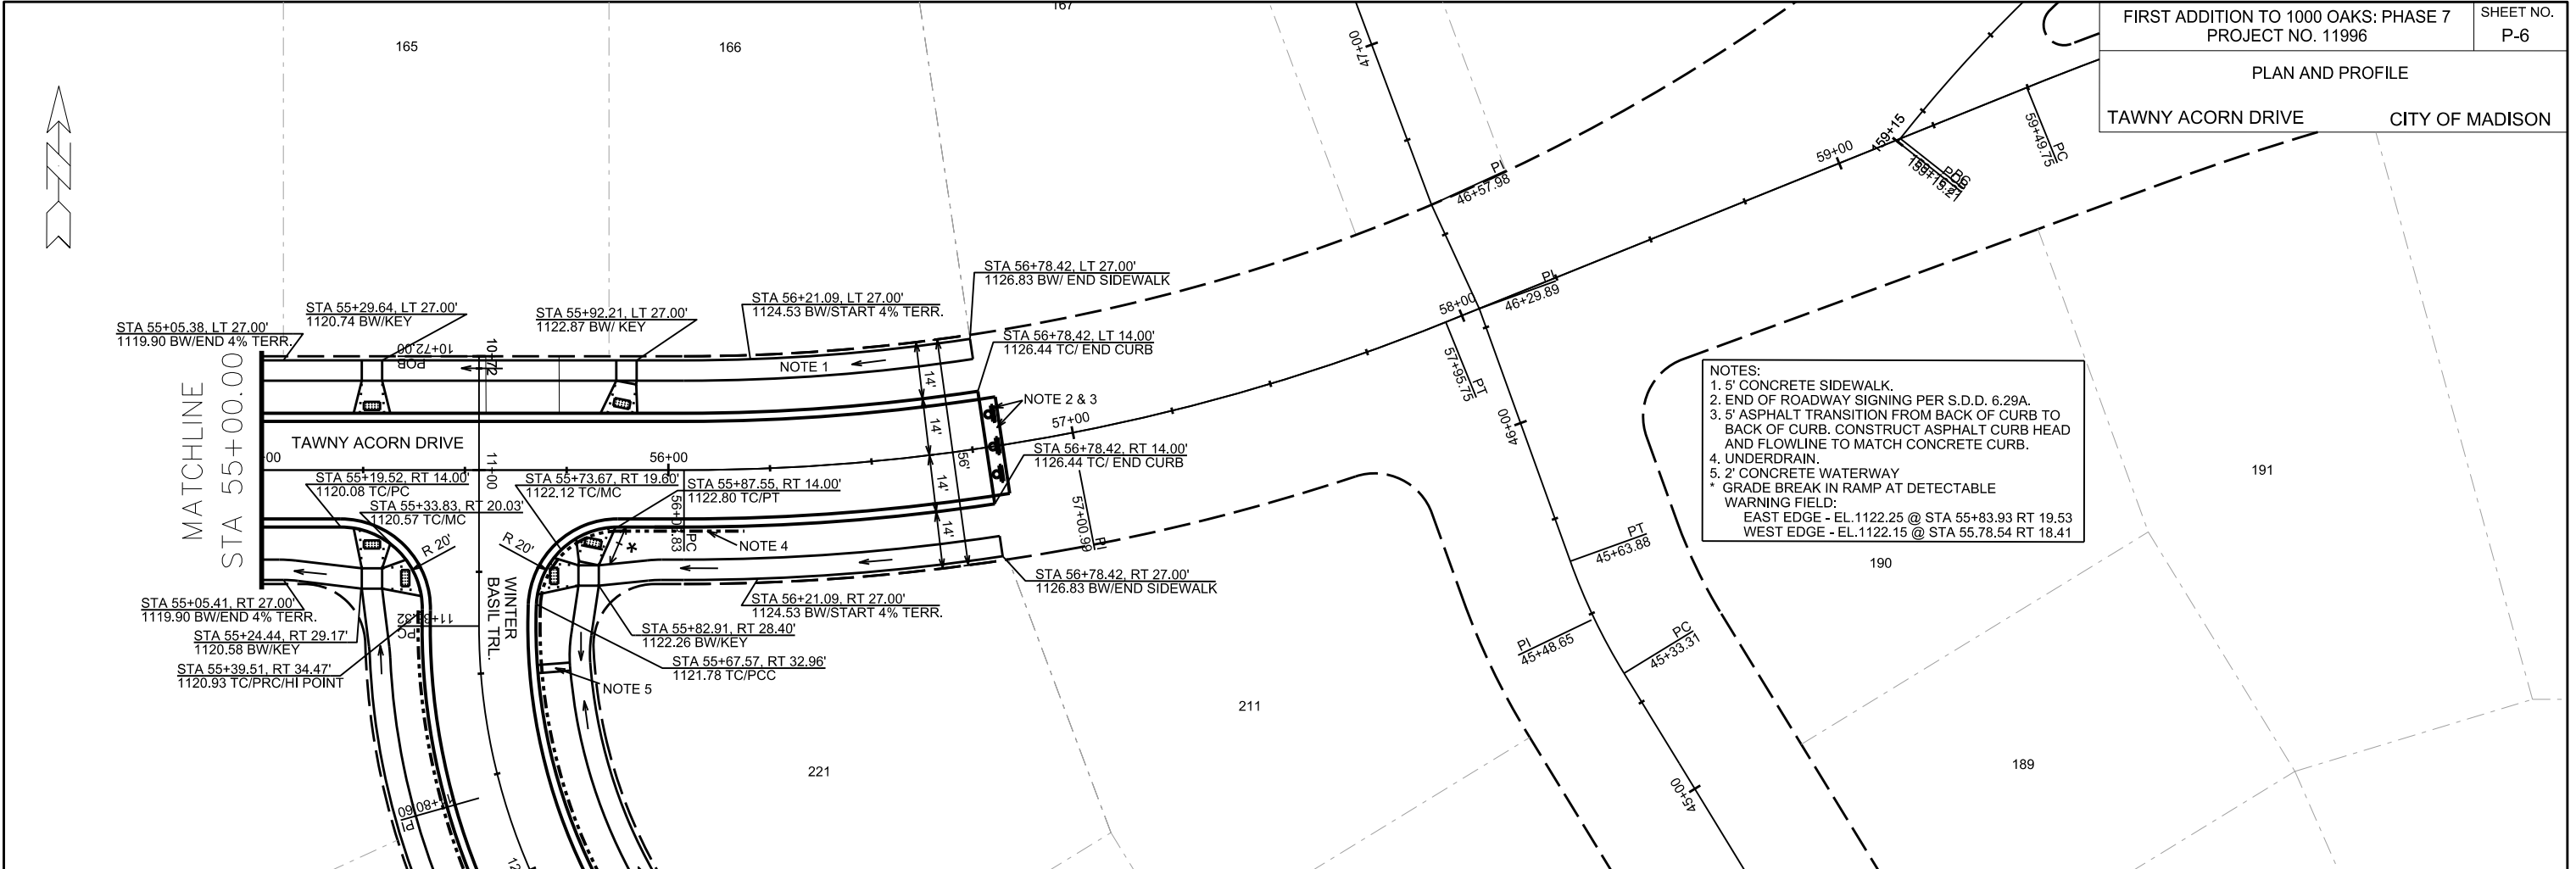 FIRST ADDITION TO 1000 OAKS: PHASE 7
PROJECT NO. 11996
SHEET NO.
P-6
PLAN AND PROFILE
TAWNY ACORN DRIVE
CITY OF MADISON
165
166
167
47+00
PI
46+57.98
59+00
159+15
PC
59+49.75
STA 56+78.42, LT 27.00'
1126.83 BW/ END SIDEWALK
STA 56+21.09, LT 27.00'
1124.53 BW/START 4% TERR.
STA 55+29.64, LT 27.00'
1120.74 BW/KEY
STA 55+92.21, LT 27.00'
1122.87 BW/ KEY
STA 55+05.38, LT 27.00'
1119.90 BW/END 4% TERR.
STA 56+78.42, LT 14.00'
1126.44 TC/ END CURB
MATCHLINE
STA 55+00.00
10+72.00
POB
10+72
NOTE 1
14'
14'
14'
14'
56'
NOTE 2 & 3
57+00
58+00
PI
46+29.89
57+95.75
PT
46+00
TAWNY ACORN DRIVE
+00
11+00
56+00
STA 56+78.42, RT 14.00'
1126.44 TC/ END CURB
STA 55+19.52, RT 14.00'
1120.08 TC/PC
STA 55+73.67, RT 19.60'
1122.12 TC/MC
STA 55+87.55, RT 14.00'
1122.80 TC/PT
STA 55+33.83, RT 20.03'
1120.57 TC/MC
R 20'
R 20'
*
PC
NOTE 4
57+00.99
PI
NOTES:
1. 5' CONCRETE SIDEWALK.
2. END OF ROADWAY SIGNING PER S.D.D. 6.29A.
3. 5' ASPHALT TRANSITION FROM BACK OF CURB TO
BACK OF CURB. CONSTRUCT ASPHALT CURB HEAD
AND FLOWLINE TO MATCH CONCRETE CURB.
4. UNDERDRAIN.
5. 2' CONCRETE WATERWAY
* GRADE BREAK IN RAMP AT DETECTABLE
WARNING FIELD:
EAST EDGE - EL.1122.25 @ STA 55+83.93 RT 19.53
WEST EDGE - EL.1122.15 @ STA 55.78.54 RT 18.41
191
190
PT
45+63.88
STA 56+78.42, RT 27.00'
1126.83 BW/END SIDEWALK
STA 55+05.41, RT 27.00'
1119.90 BW/END 4% TERR.
STA 56+21.09, RT 27.00'
1124.53 BW/START 4% TERR.
WINTER
BASIL TRL.
PC
STA 55+24.44, RT 29.17'
1120.58 BW/KEY
STA 55+82.91, RT 28.40'
1122.26 BW/KEY
STA 55+39.51, RT 34.47'
1120.93 TC/PRC/HI POINT
STA 55+67.57, RT 32.96'
1121.78 TC/PCC
NOTE 5
PI
45+48.65
PC
45+33.31
211
221
189
45+00
PI